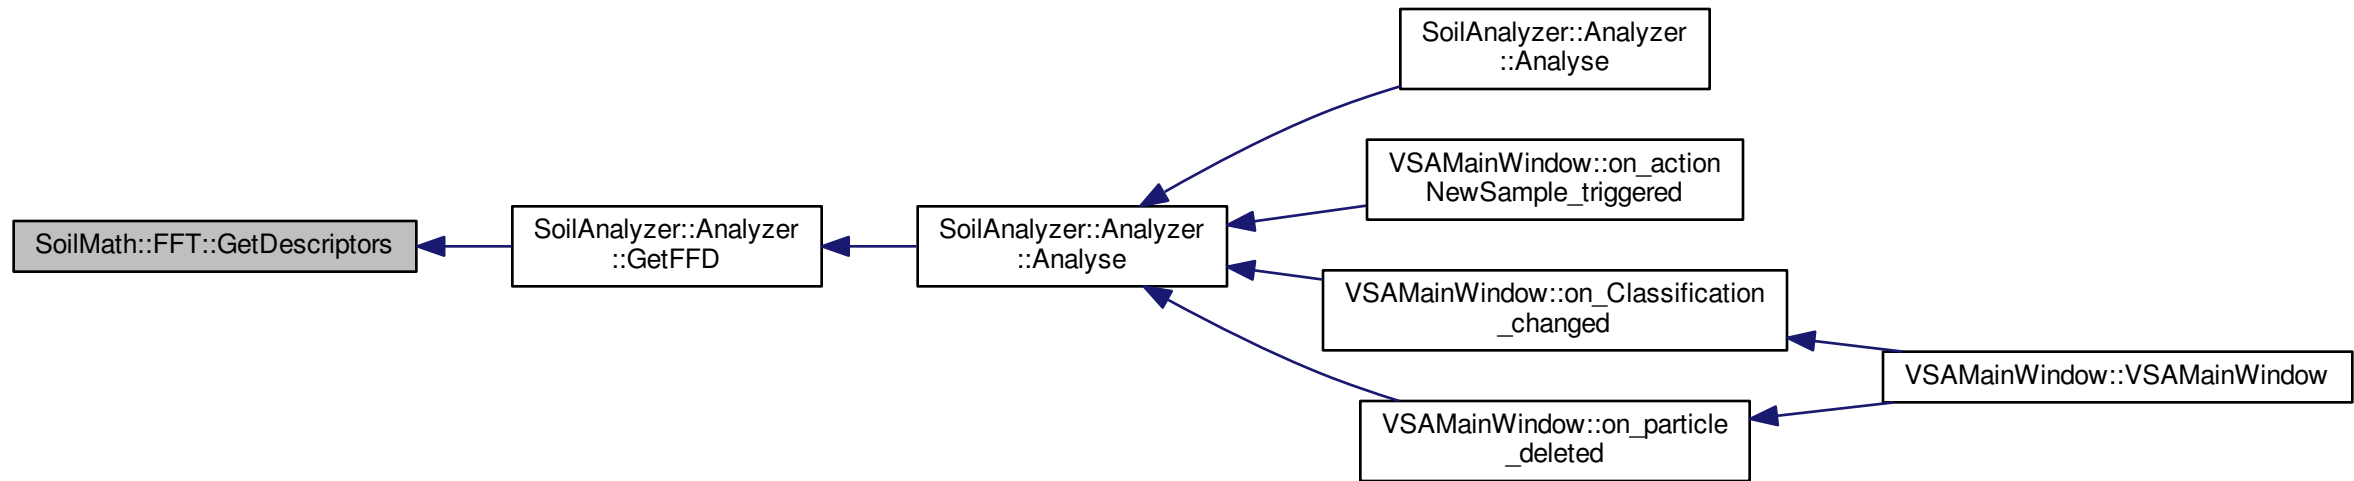 SoilAnalyzer::Analyzer
::Analyse
VSAMainWindow::on_action
NewSample_triggered
SoilMath::FFT::GetDescriptors
SoilAnalyzer::Analyzer
::GetFFD
SoilAnalyzer::Analyzer
::Analyse
VSAMainWindow::on_Classification
_changed
VSAMainWindow::VSAMainWindow
VSAMainWindow::on_particle
_deleted